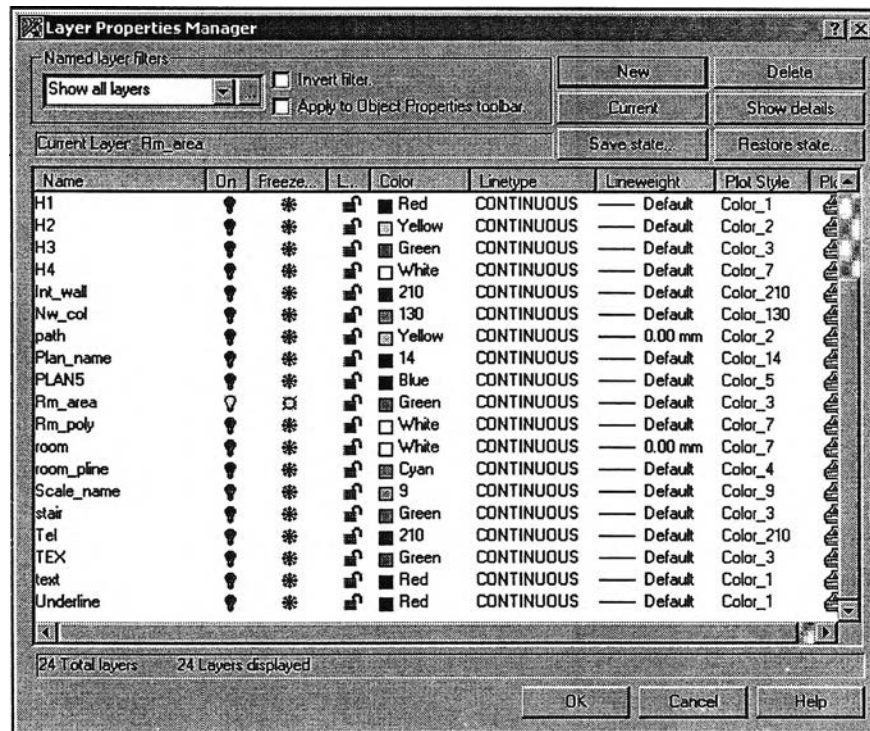 Layer Properties Manager
Named layer filters
Show all layers
...
Invert filter.
Apply to Object Properties toolbar.
New
Delete
Current
Show details
Save state...
Restore state...
Current Layer: Rm_area
Name On Freeze... L... Color Linetype Lineweight Plot Style Plo
H1 Red CONTINUOUS Default Color_1
H2 Yellow CONTINUOUS Default Color_2
H3 Green CONTINUOUS Default Color_3
H4 White CONTINUOUS Default Color_7
Int_wall 210 CONTINUOUS Default Color_210
Nw_col 130 CONTINUOUS Default Color_130
path Yellow CONTINUOUS 0.00 mm Color_2
Plan_name 14 CONTINUOUS Default Color_14
PLAN5 Blue CONTINUOUS Default Color_5
Rm_area Green CONTINUOUS Default Color_3
Rm_poly White CONTINUOUS Default Color_7
room White CONTINUOUS 0.00 mm Color_7
room_pline Cyan CONTINUOUS Default Color_4
Scale_name 9 CONTINUOUS Default Color_9
stair Green CONTINUOUS Default Color_3
Tel 210 CONTINUOUS Default Color_210
TEX Green CONTINUOUS Default Color_3
text Red CONTINUOUS Default Color_1
Underline Red CONTINUOUS Default Color_1
24 Total layers 24 Layers displayed
OK Cancel Help